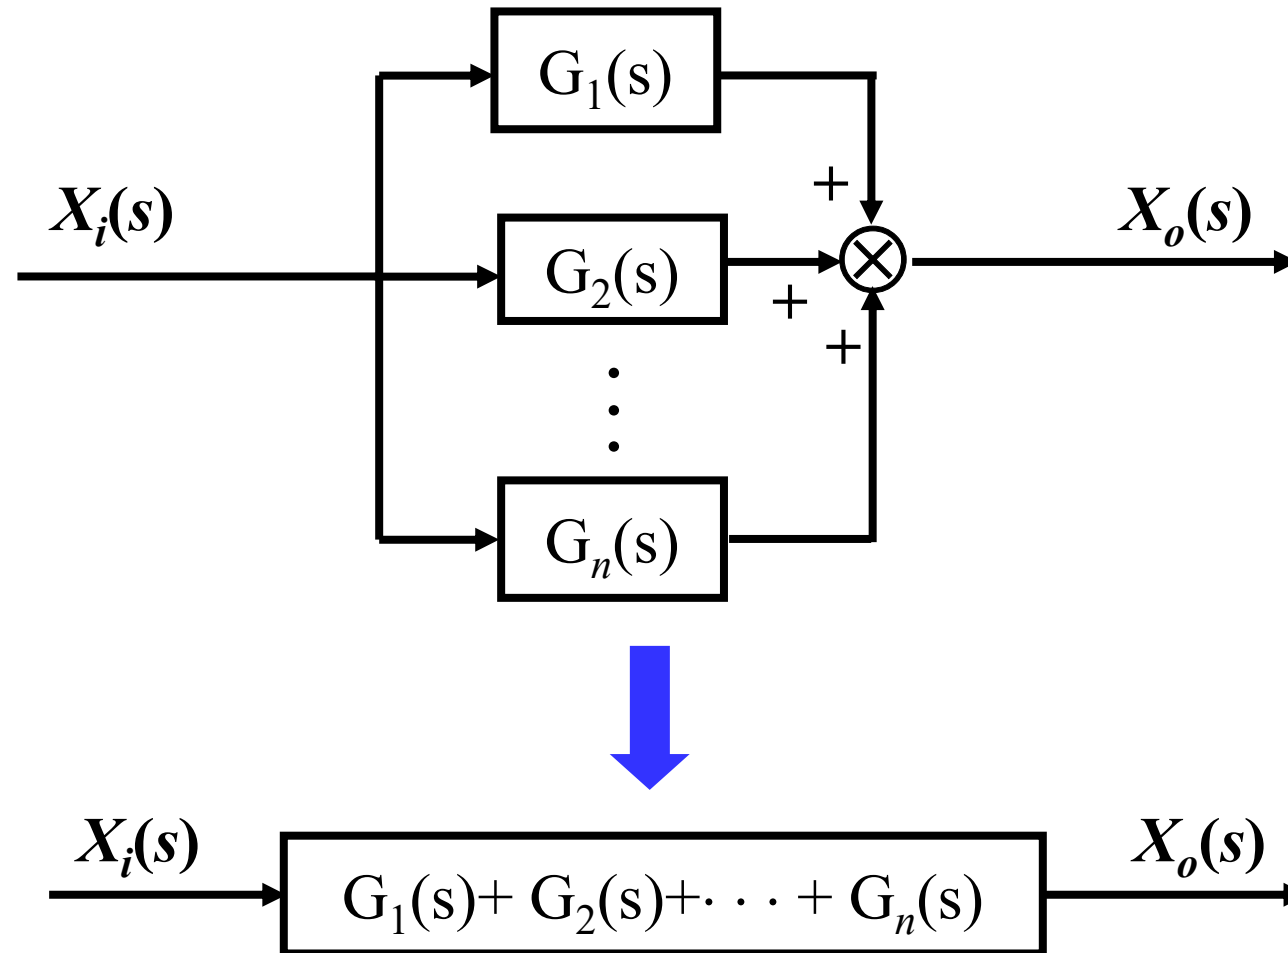 G₁(s)
+
Xᵢ(s)
Xₒ(s)
G₂(s)
+
+
⋮
Gₙ(s)
Xᵢ(s)
Xₒ(s)
G₁(s)+ G₂(s)+· · · + Gₙ(s)